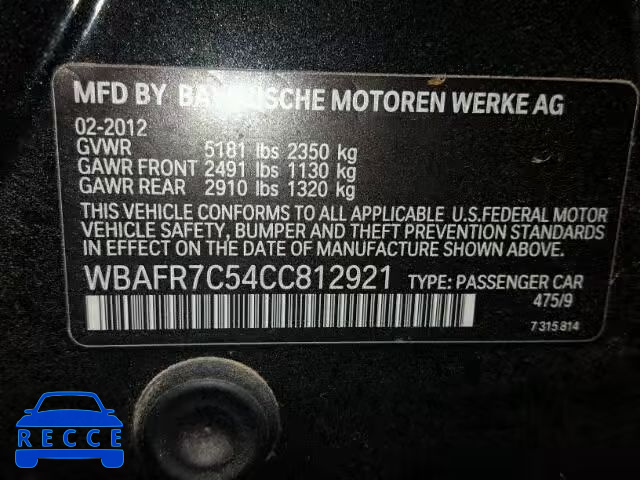 MFD BY BAYERISCHE MOTOREN WERKE AG
02-2012
GVWR 5181 lbs 2350 kg
GAWR FRONT 2491 lbs 1130 kg
GAWR REAR 2910 lbs 1320 kg
THIS VEHICLE CONFORMS TO ALL APPLICABLE U.S.FEDERAL MOTOR
VEHICLE SAFETY, BUMPER AND THEFT PREVENTION STANDARDS
IN EFFECT ON THE DATE OF MANUFACTURE SHOWN ABOVE.
WBAFR7C54CC812921 TYPE: PASSENGER CAR
475/9
7 315 814
RECCE